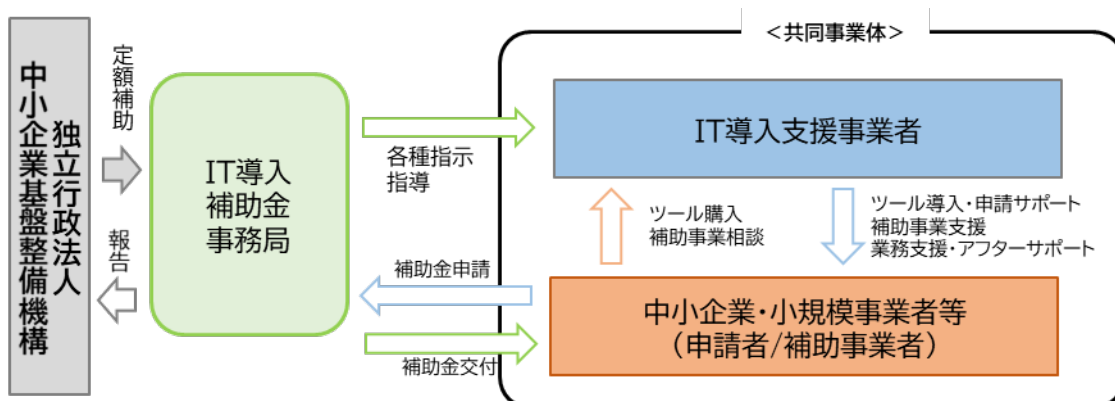 独立行政法人
中小企業基盤整備機構
定額補助
報告
IT導入
補助金
事務局
各種指示
指導
補助金申請
補助金交付
＜共同事業体＞
IT導入支援事業者
ツール購入
補助事業相談
ツール導入・申請サポート
補助事業支援
業務支援・アフターサポート
中小企業・小規模事業者等
（申請者/補助事業者）